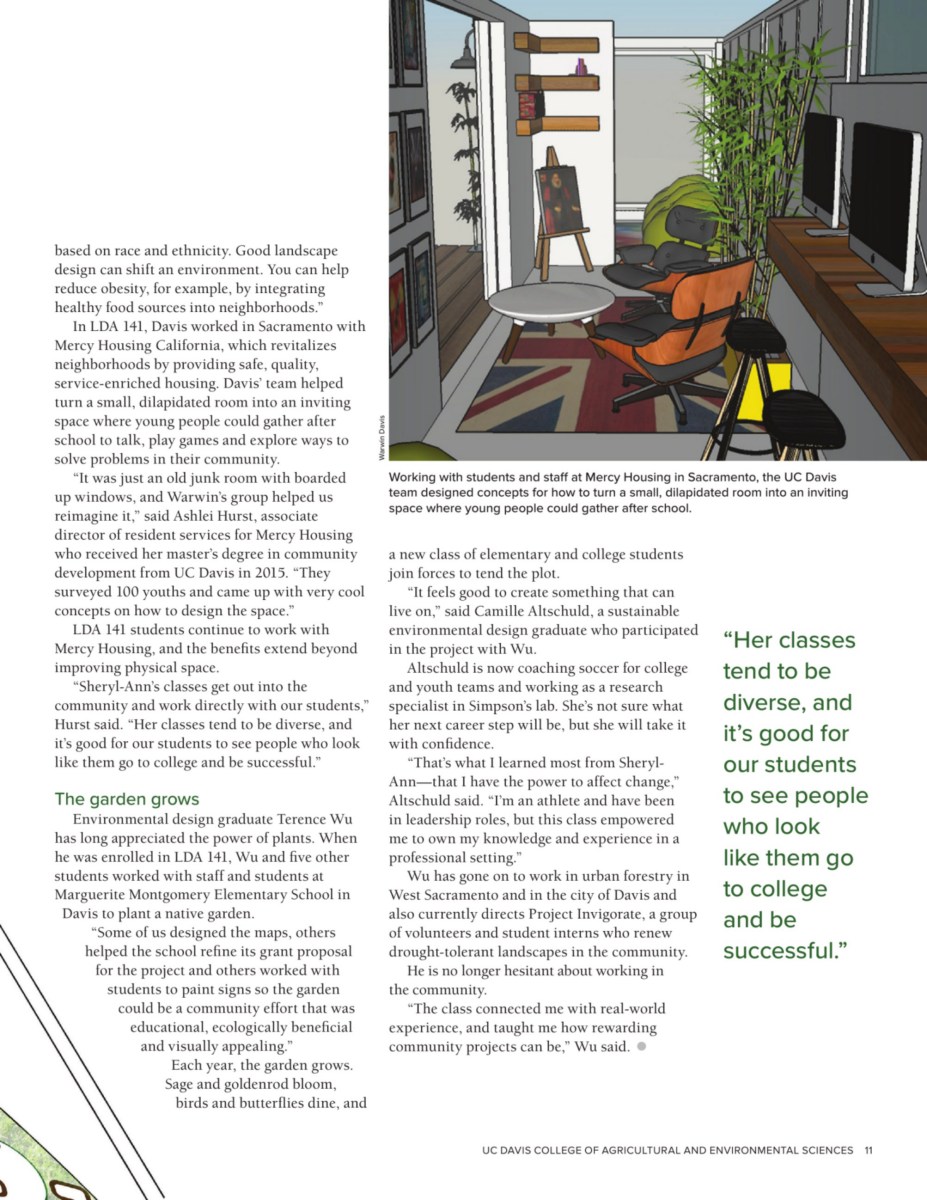 based on race and ethnicity. Good landscape
design can shift an environment. You can help
reduce obesity, for example, by integrating
healthy food sources into neighborhoods.”
In LDA 141, Davis worked in Sacramento with
Mercy Housing California, which revitalizes
neighborhoods by providing safe, quality,
service-enriched housing. Davis’ team helped
turn a small, dilapidated room into an inviting
space where young people could gather after
school to talk, play games and explore ways to
solve problems in their community.
“It was just an old junk room with boarded
up windows, and Warwin’s group helped us
reimagine it,” said Ashlei Hurst, associate
director of resident services for Mercy Housing
who received her master’s degree in community
development from UC Davis in 2015. “They
surveyed 100 youths and came up with very cool
concepts on how to design the space.”
LDA 141 students continue to work with
Mercy Housing, and the benefits extend beyond
improving physical space.
“Sheryl-Ann’s classes get out into the
community and work directly with our students,”
Hurst said. “Her classes tend to be diverse, and
it’s good for our students to see people who look
like them go to college and be successful.”
The garden grows
Environmental design graduate Terence Wu
has long appreciated the power of plants. When
he was enrolled in LDA 141, Wu and five other
students worked with staff and students at
Marguerite Montgomery Elementary School in
Davis to plant a native garden.
“Some of us designed the maps, others
helped the school refine its grant proposal
for the project and others worked with
students to paint signs so the garden
could be a community effort that was
educational, ecologically beneficial
and visually appealing.”
Each year, the garden grows.
Sage and goldenrod bloom,
birds and butterflies dine, and
Warwin Davis
Working with students and staff at Mercy Housing in Sacramento, the UC Davis
team designed concepts for how to turn a small, dilapidated room into an inviting
space where young people could gather after school.
a new class of elementary and college students
join forces to tend the plot.
“It feels good to create something that can
live on,” said Camille Altschuld, a sustainable
environmental design graduate who participated
in the project with Wu.
Altschuld is now coaching soccer for college
and youth teams and working as a research
specialist in Simpson’s lab. She’s not sure what
her next career step will be, but she will take it
with confidence.
“That’s what I learned most from Sheryl-
Ann—that I have the power to affect change,”
Altschuld said. “I’m an athlete and have been
in leadership roles, but this class empowered
me to own my knowledge and experience in a
professional setting.”
Wu has gone on to work in urban forestry in
West Sacramento and in the city of Davis and
also currently directs Project Invigorate, a group
of volunteers and student interns who renew
drought-tolerant landscapes in the community.
He is no longer hesitant about working in
the community.
“The class connected me with real-world
experience, and taught me how rewarding
community projects can be,” Wu said.
“Her classes
tend to be
diverse, and
it’s good for
our students
to see people
who look
like them go
to college
and be
successful.”
UC DAVIS COLLEGE OF AGRICULTURAL AND ENVIRONMENTAL SCIENCES 11